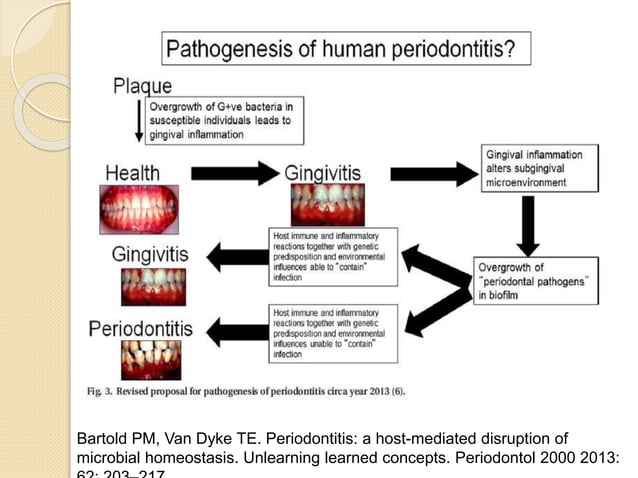 Pathogenesis of human periodontitis?
Plaque
Overgrowth of G+ve bacteria in
susceptible individuals leads to
gingival inflammation
Health
Gingivitis
Gingival inflammation
alters subgingival
microenvironment
Gingivitis
Host immune and inflammatory
reactions together with genetic
predisposition and environmental
influences able to "contain"
infection
Overgrowth of
"periodontal pathogens"
in biofilm
Periodontitis
Host immune and inflammatory
reactions together with genetic
predisposition and environmental
influences unable to "contain"
infection
Fig. 3. Revised proposal for pathogenesis of periodontitis circa year 2013 (6).
Bartold PM, Van Dyke TE. Periodontitis: a host-mediated disruption of
microbial homeostasis. Unlearning learned concepts. Periodontol 2000 2013:
62: 203–217